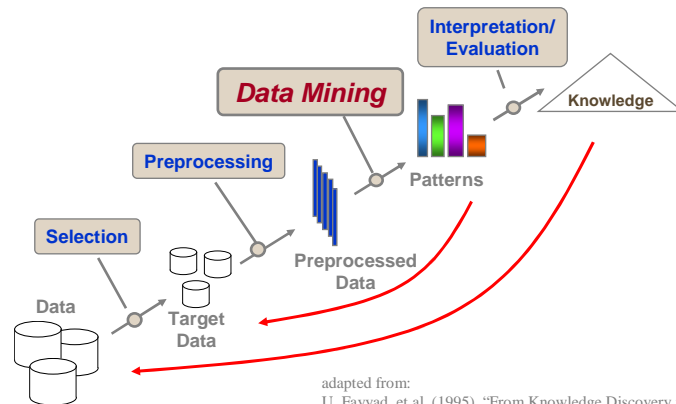 Interpretation/
Evaluation
Data Mining
Knowledge
Preprocessing
Patterns
Selection
Preprocessed
Data
Data
Target
Data
adapted from:
U. Fayyad, et al. (1995), “From Knowledge Discovery